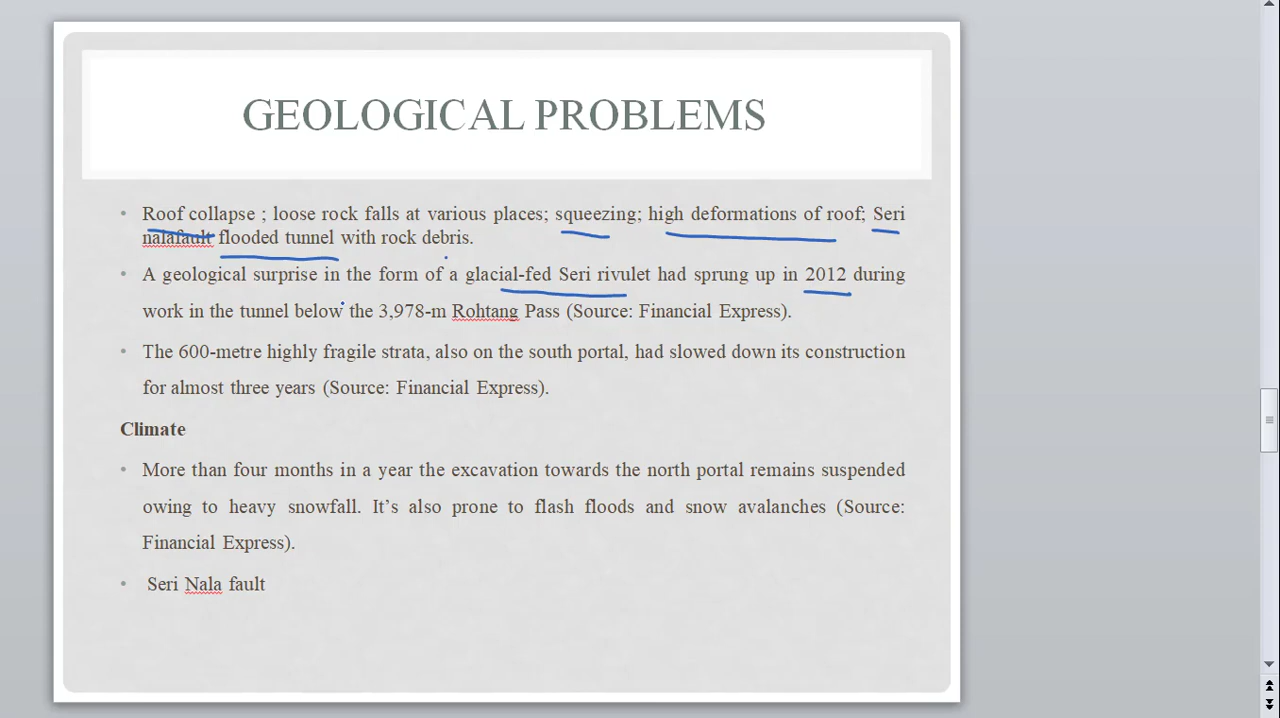 GEOLOGICAL PROBLEMS
• Roof collapse ; loose rock falls at various places; squeezing; high deformations of roof; Seri
nalafault flooded tunnel with rock debris.
• A geological surprise in the form of a glacial-fed Seri rivulet had sprung up in 2012 during
work in the tunnel below the 3,978-m Rohtang Pass (Source: Financial Express).
• The 600-metre highly fragile strata, also on the south portal, had slowed down its construction
for almost three years (Source: Financial Express).
Climate
• More than four months in a year the excavation towards the north portal remains suspended
owing to heavy snowfall. It’s also prone to flash floods and snow avalanches (Source:
Financial Express).
• Seri Nala fault